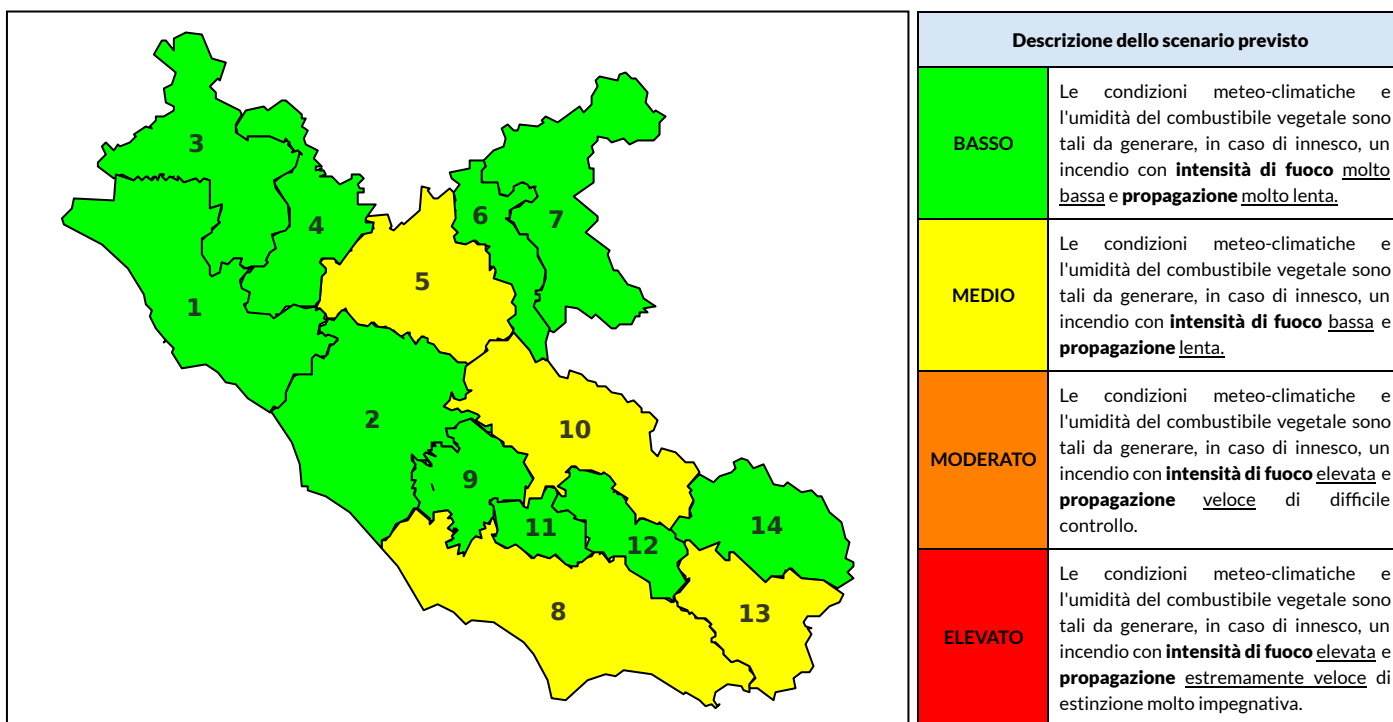 3
4
6
7
5
1
2
10
9
11
12
14
8
13
Descrizione dello scenario previsto
BASSO
Le condizioni meteo-climatiche e
l'umidità del combustibile vegetale sono
tali da generare, in caso di innesco, un
incendio con intensità di fuoco molto
bassa e propagazione molto lenta.
MEDIO
Le condizioni meteo-climatiche e
l'umidità del combustibile vegetale sono
tali da generare, in caso di innesco, un
incendio con intensità di fuoco bassa e
propagazione lenta.
MODERATO
Le condizioni meteo-climatiche e
l'umidità del combustibile vegetale sono
tali da generare, in caso di innesco, un
incendio con intensità di fuoco elevata e
propagazione veloce di difficile
controllo.
ELEVATO
Le condizioni meteo-climatiche e
l'umidità del combustibile vegetale sono
tali da generare, in caso di innesco, un
incendio con intensità di fuoco elevata e
propagazione estremamente veloce di
estinzione molto impegnativa.